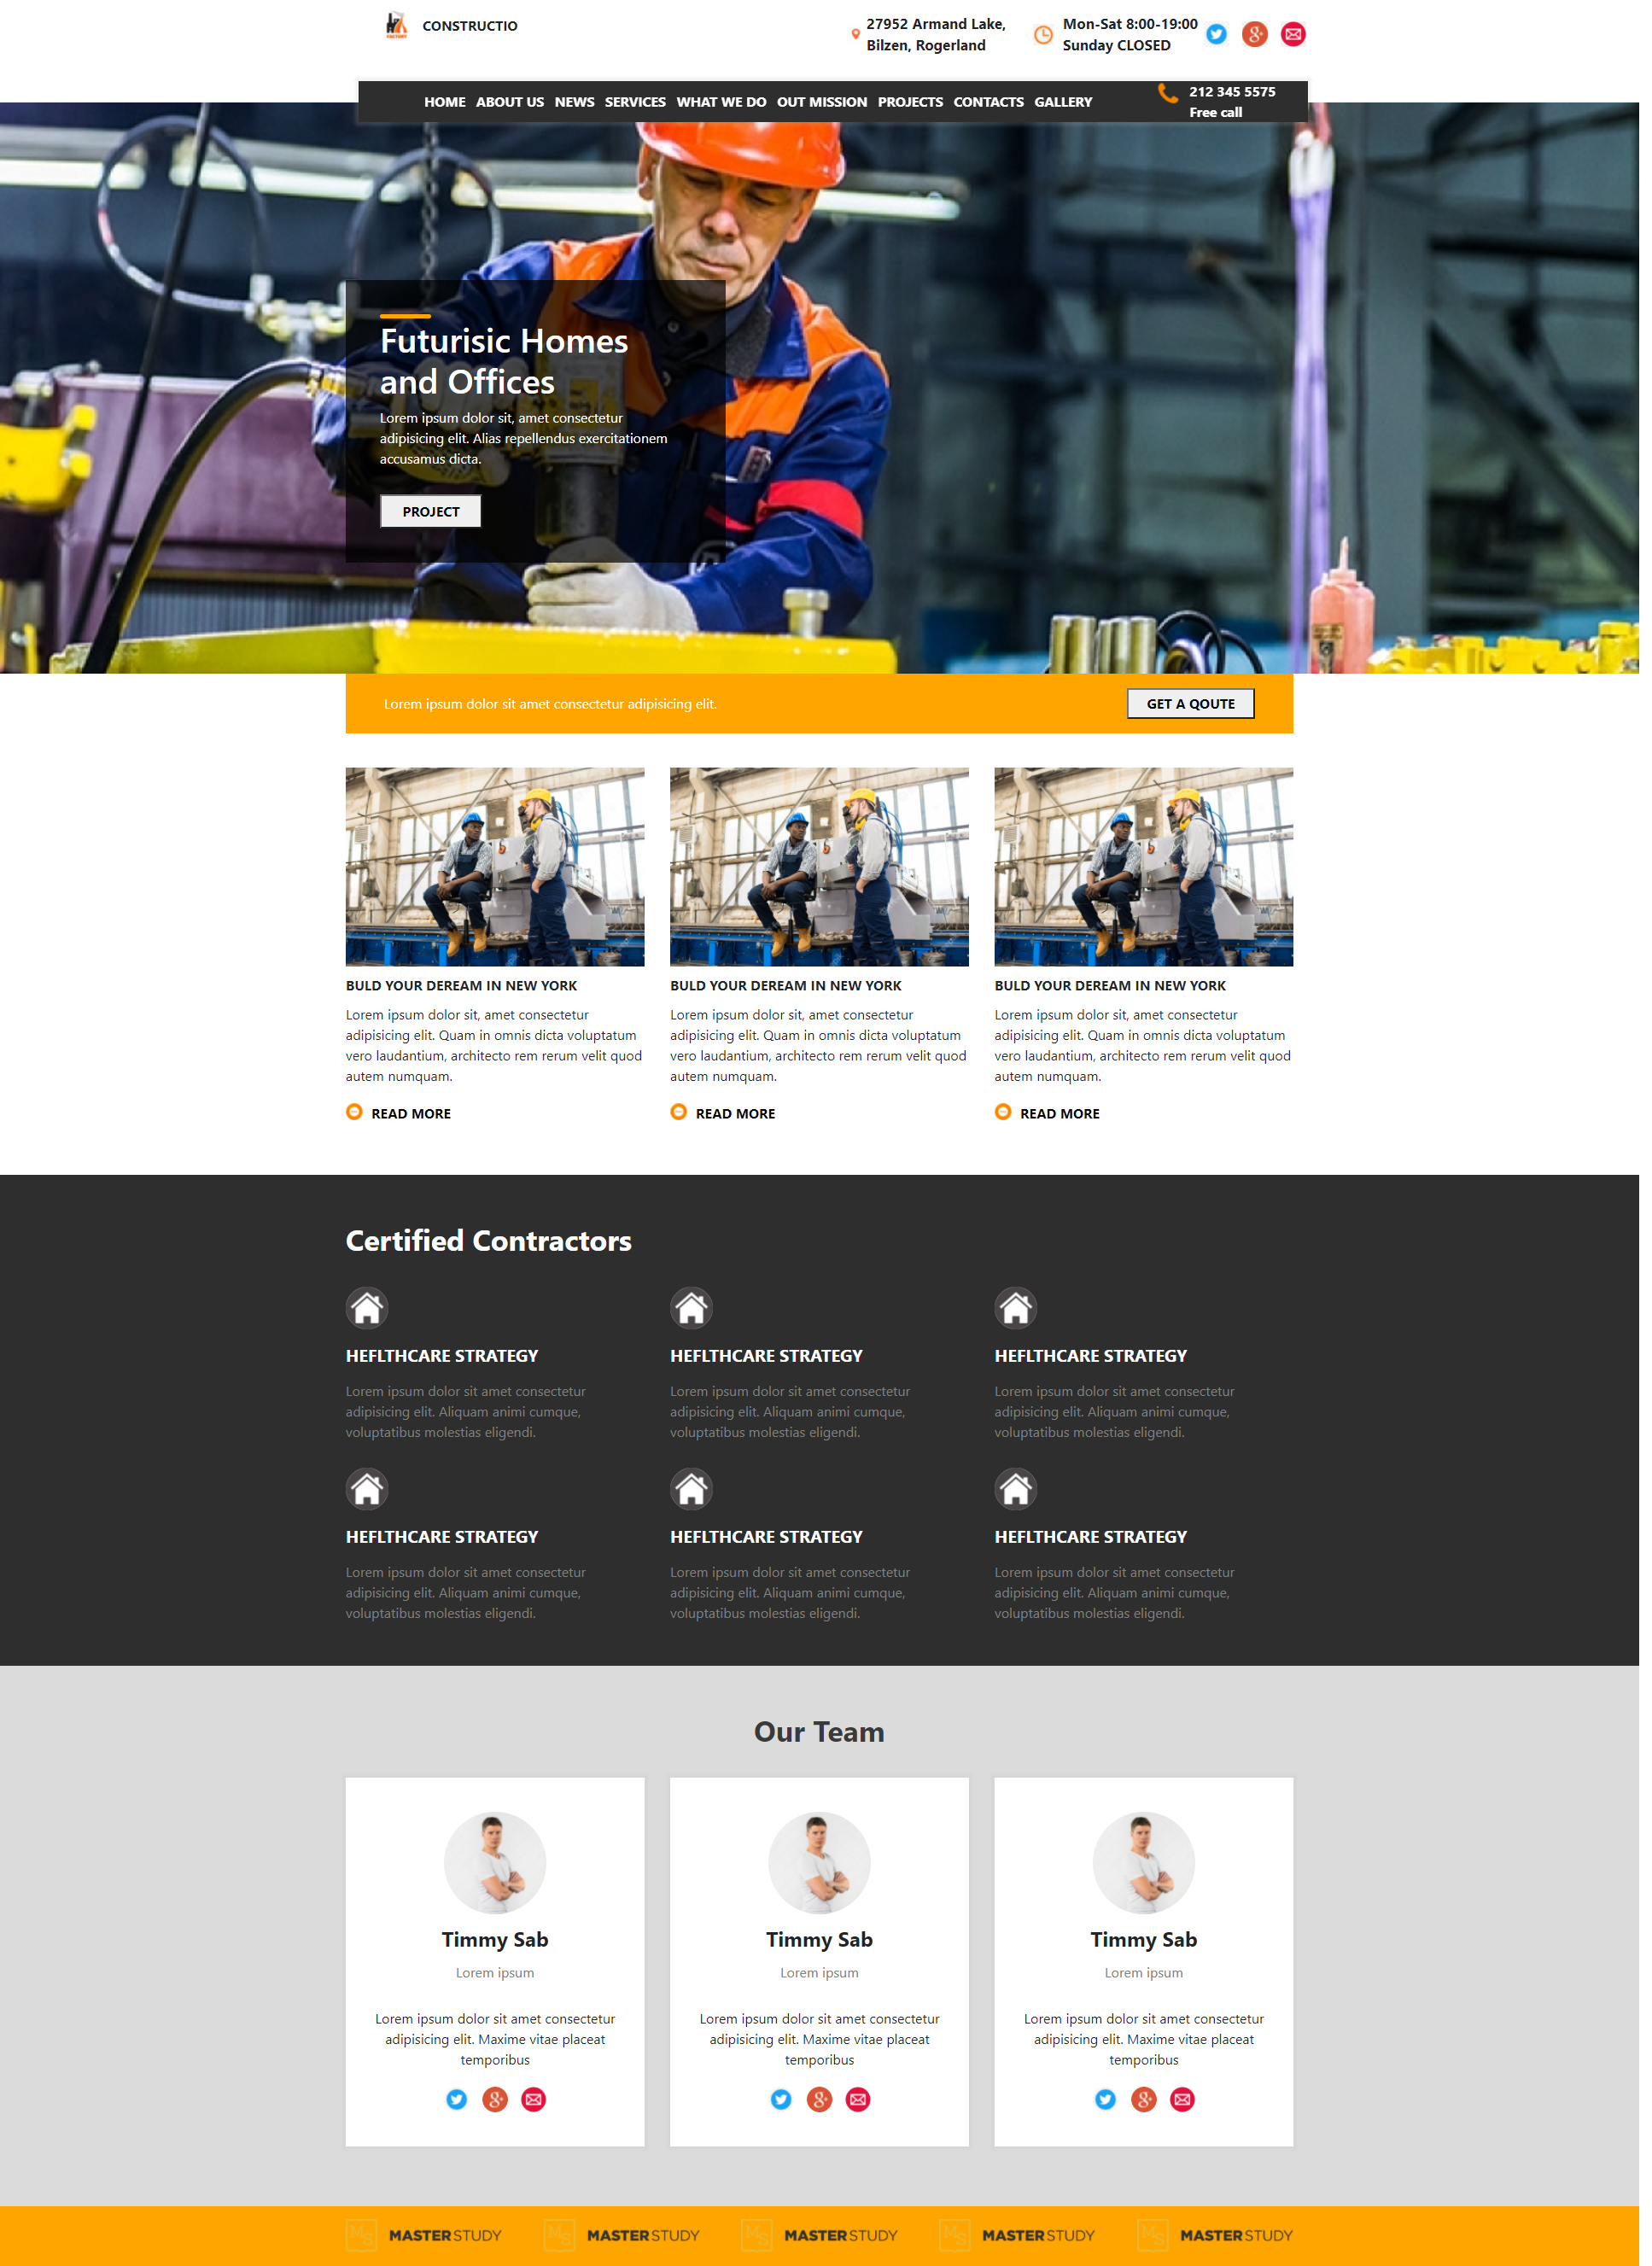 CONSTRUCTIO
27952 Armand Lake,
Bilzen, Rogerland
Mon-Sat 8:00-19:00
Sunday CLOSED
HOME ABOUT US NEWS SERVICES WHAT WE DO OUT MISSION PROJECTS CONTACTS GALLERY
212 345 5575
Free call
Futurisic Homes
and Offices
Lorem ipsum dolor sit, amet consectetur
adipisicing elit. Alias repellendus exercitationem
accusamus dicta.
PROJECT
Lorem ipsum dolor sit amet consectetur adipisicing elit.
GET A QOUTE
BULD YOUR DEREAM IN NEW YORK
Lorem ipsum dolor sit, amet consectetur
adipisicing elit. Quam in omnis dicta voluptatum
vero laudantium, architecto rem rerum velit quod
autem numquam.
READ MORE
BULD YOUR DEREAM IN NEW YORK
Lorem ipsum dolor sit, amet consectetur
adipisicing elit. Quam in omnis dicta voluptatum
vero laudantium, architecto rem rerum velit quod
autem numquam.
READ MORE
BULD YOUR DEREAM IN NEW YORK
Lorem ipsum dolor sit, amet consectetur
adipisicing elit. Quam in omnis dicta voluptatum
vero laudantium, architecto rem rerum velit quod
autem numquam.
READ MORE
Certified Contractors
HEFLTHCARE STRATEGY
Lorem ipsum dolor sit amet consectetur
adipisicing elit. Aliquam animi cumque,
voluptatibus molestias eligendi.
HEFLTHCARE STRATEGY
Lorem ipsum dolor sit amet consectetur
adipisicing elit. Aliquam animi cumque,
voluptatibus molestias eligendi.
HEFLTHCARE STRATEGY
Lorem ipsum dolor sit amet consectetur
adipisicing elit. Aliquam animi cumque,
voluptatibus molestias eligendi.
HEFLTHCARE STRATEGY
Lorem ipsum dolor sit amet consectetur
adipisicing elit. Aliquam animi cumque,
voluptatibus molestias eligendi.
HEFLTHCARE STRATEGY
Lorem ipsum dolor sit amet consectetur
adipisicing elit. Aliquam animi cumque,
voluptatibus molestias eligendi.
HEFLTHCARE STRATEGY
Lorem ipsum dolor sit amet consectetur
adipisicing elit. Aliquam animi cumque,
voluptatibus molestias eligendi.
Our Team
Timmy Sab
Lorem ipsum
Lorem ipsum dolor sit amet consectetur
adipisicing elit. Maxime vitae placeat
temporibus
Timmy Sab
Lorem ipsum
Lorem ipsum dolor sit amet consectetur
adipisicing elit. Maxime vitae placeat
temporibus
Timmy Sab
Lorem ipsum
Lorem ipsum dolor sit amet consectetur
adipisicing elit. Maxime vitae placeat
temporibus
MS MASTERSTUDY
MS MASTERSTUDY
MS MASTERSTUDY
MS MASTERSTUDY
MS MASTERSTUDY